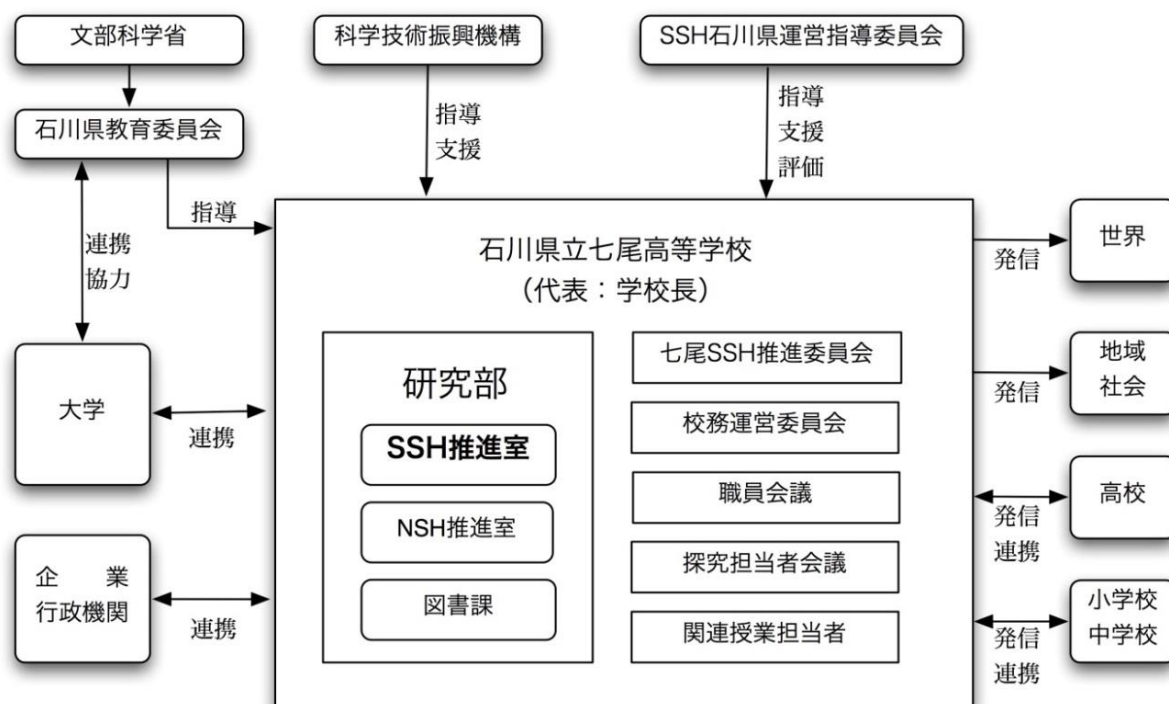 文部科学省
科学技術振興機構
SSH石川県運営指導委員会
石川県教育委員会
指導
支援
指導
支援
評価
指導
連携
協力
石川県立七尾高等学校
（代表：学校長）
研究部
SSH推進室
NSH推進室
図書課
七尾SSH推進委員会
校務運営委員会
職員会議
探究担当者会議
関連授業担当者
大学
連携
企　業
行政機関
連携
世界
発信
地域
社会
発信
高校
発信
連携
小学校
中学校
発信
連携